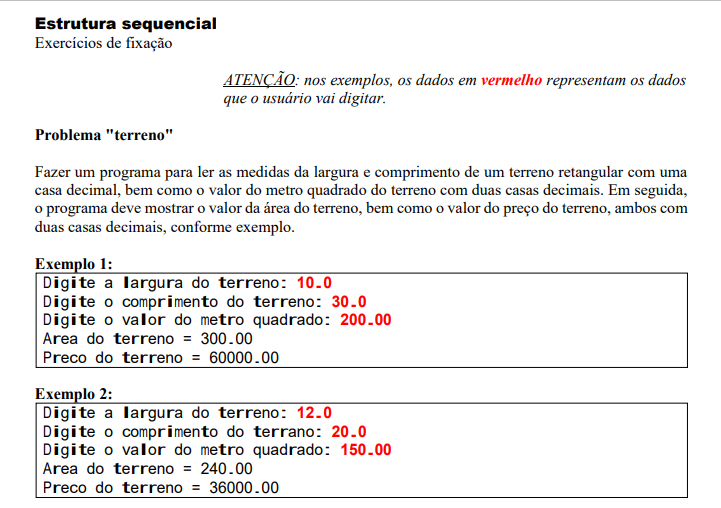 Estrutura sequencial
Exercícios de fixação
ATENÇÃO: nos exemplos, os dados em vermelho representam os dados
que o usuário vai digitar.
Problema "terreno"
Fazer um programa para ler as medidas da largura e comprimento de um terreno retangular com uma
casa decimal, bem como o valor do metro quadrado do terreno com duas casas decimais. Em seguida,
o programa deve mostrar o valor da área do terreno, bem como o valor do preço do terreno, ambos com
duas casas decimais, conforme exemplo.
Exemplo 1:
Digite a largura do terreno: 10.0
Digite o comprimento do terreno: 30.0
Digite o valor do metro quadrado: 200.00
Area do terreno = 300.00
Preco do terreno = 60000.00
Exemplo 2:
Digite a largura do terreno: 12.0
Digite o comprimento do terrano: 20.0
Digite o valor do metro quadrado: 150.00
Area do terreno = 240.00
Preco do terreno = 36000.00